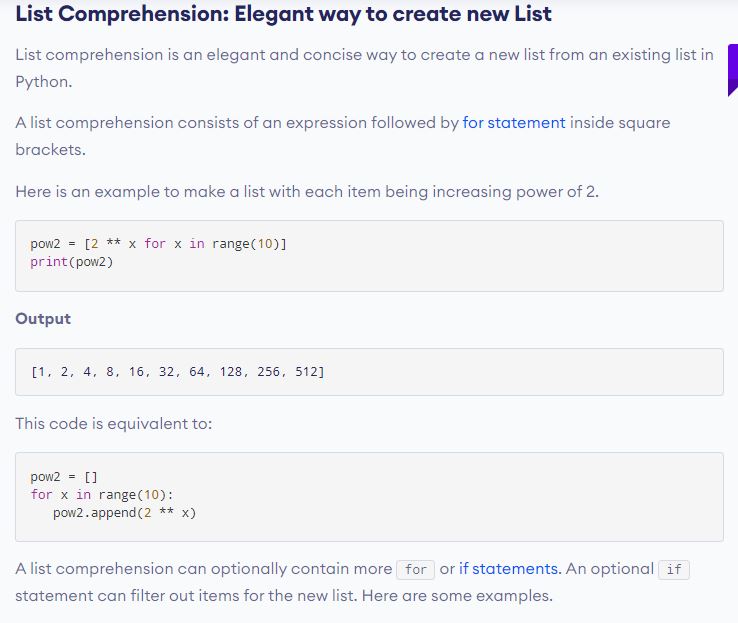 List Comprehension: Elegant way to create new List
List comprehension is an elegant and concise way to create a new list from an existing list in
Python.
A list comprehension consists of an expression followed by for statement inside square
brackets.
Here is an example to make a list with each item being increasing power of 2.
pow2 = [2 ** x for x in range(10)]
print(pow2)
Output
[1, 2, 4, 8, 16, 32, 64, 128, 256, 512]
This code is equivalent to:
pow2 = []
for x in range(10):
   pow2.append(2 ** x)
A list comprehension can optionally contain more for or if statements. An optional if
statement can filter out items for the new list. Here are some examples.